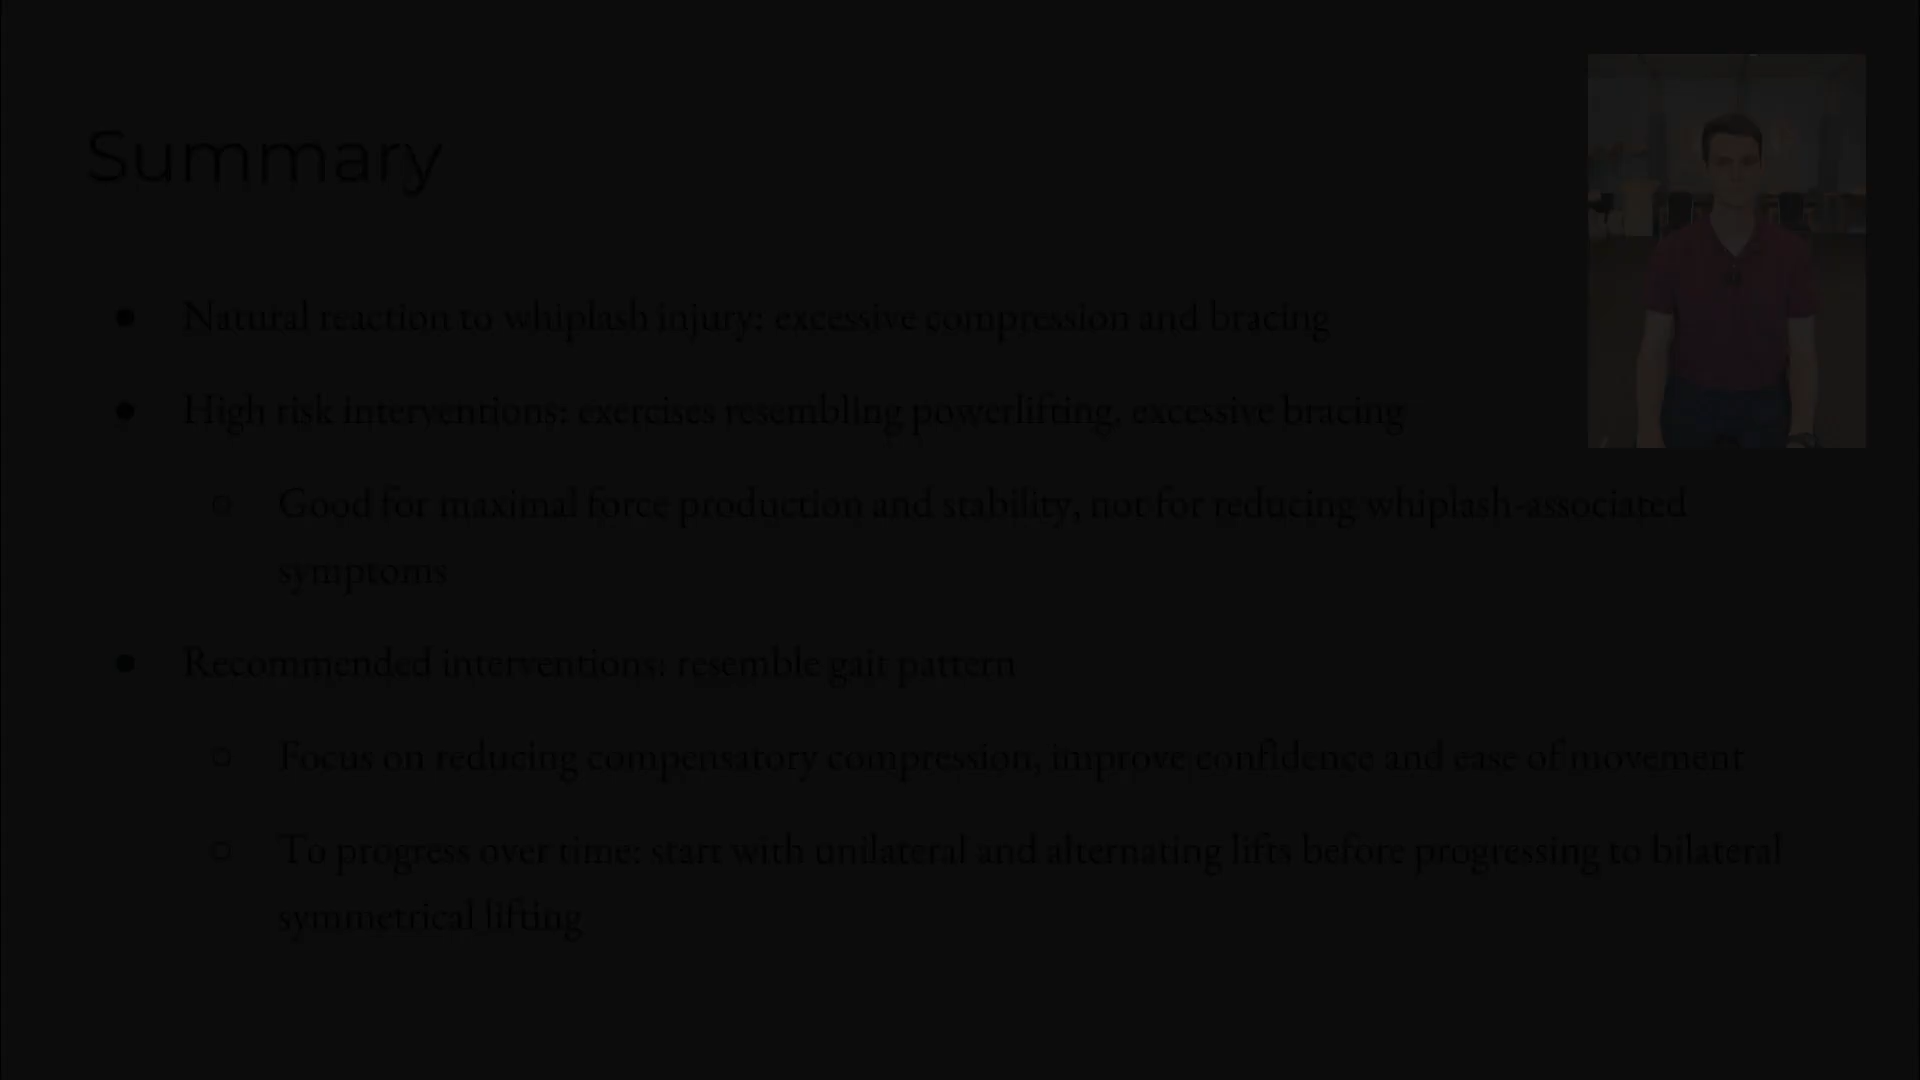 Summary
● Natural reaction to whiplash injury: excessive compression and bracing
● High risk interventions: exercises resembling powerlifting, excessive bracing
○ Good for maximal force production and stability, not for reducing whiplash-associated
symptoms
● Recommended interventions: resemble gait pattern
○ Focus on reducing compensatory compression, improve confidence and ease of movement
○ To progress over time: start with unilateral and alternating lifts before progressing to bilateral
symmetrical lifting